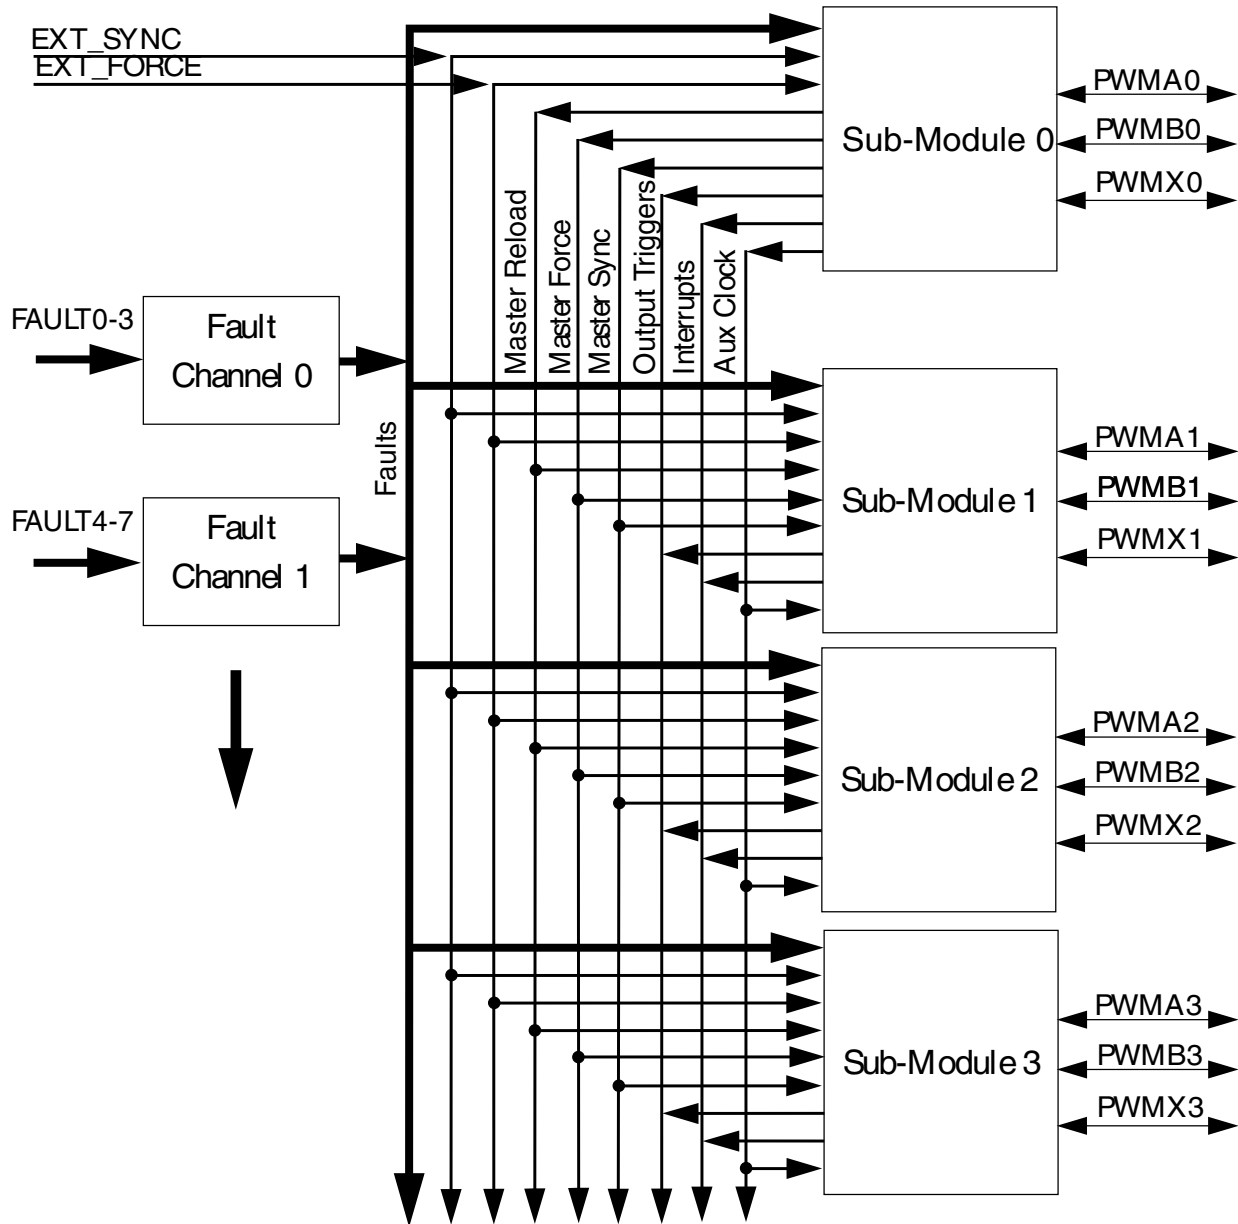 EXT_SYNC
EXT_FORCE
Sub-Module 0
PWMA0
PWMB0
PWMX0
Master Reload
Master Force
Master Sync
Output Triggers
Interrupts
Aux Clock
FAULT0-3
Fault
Channel 0
Faults
FAULT4-7
Fault
Channel 1
Sub-Module 1
PWMA1
PWMB1
PWMX1
Sub-Module 2
PWMA2
PWMB2
PWMX2
Sub-Module 3
PWMA3
PWMB3
PWMX3